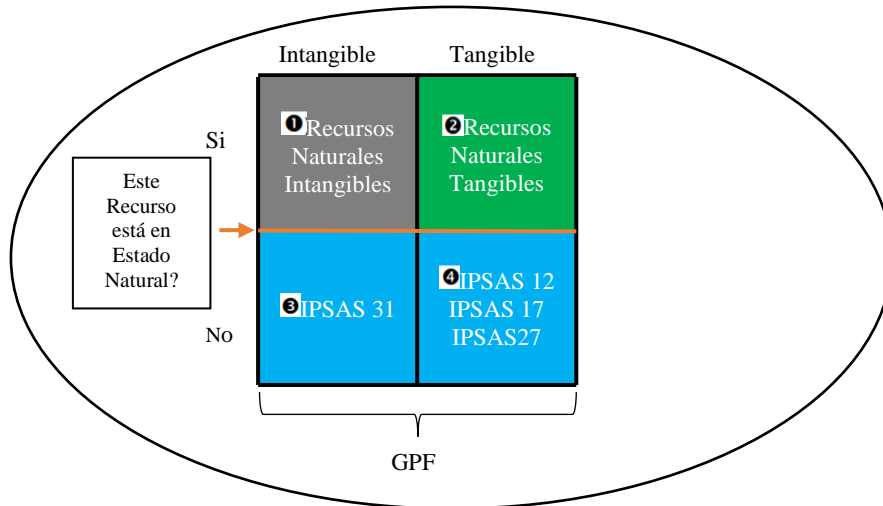 Intangible Tangible
Si
Este
Recurso
está en
Estado
Natural?
❶Recursos
Naturales
Intangibles
❷Recursos
Naturales
Tangibles
No
❸IPSAS 31
❹IPSAS 12
IPSAS 17
IPSAS27
GPF